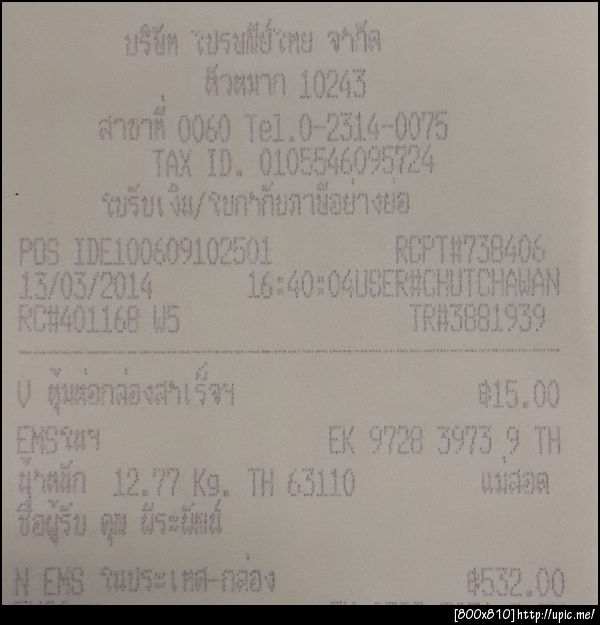 บริษัท ไปรษณีย์ไทย จำกัด
หัวหมาก 10243
สาขาที่ 0060 Tel.0-2314-0075
TAX ID. 0105546095724
ใบรับเงิน/ใบกำกับภาษีอย่างย่อ
POS IDE100609102501 RCPT#738406
13/03/2014 16:40:04USER#CHUTCHAWAN
RC#401168 W5 TR#3881939
V ตุ้มต่อกล่องสำเร็จฯ ฿15.00
EMSในฯ EK 9728 3973 9 TH
น้ำหนัก 12.77 Kg. TH 63110 แม่สอด
ชื่อผู้รับ คุณ พีระพัฒน์
N EMS ในประเทศ-กล่อง ฿532.00
[800x810]http://upic.me/